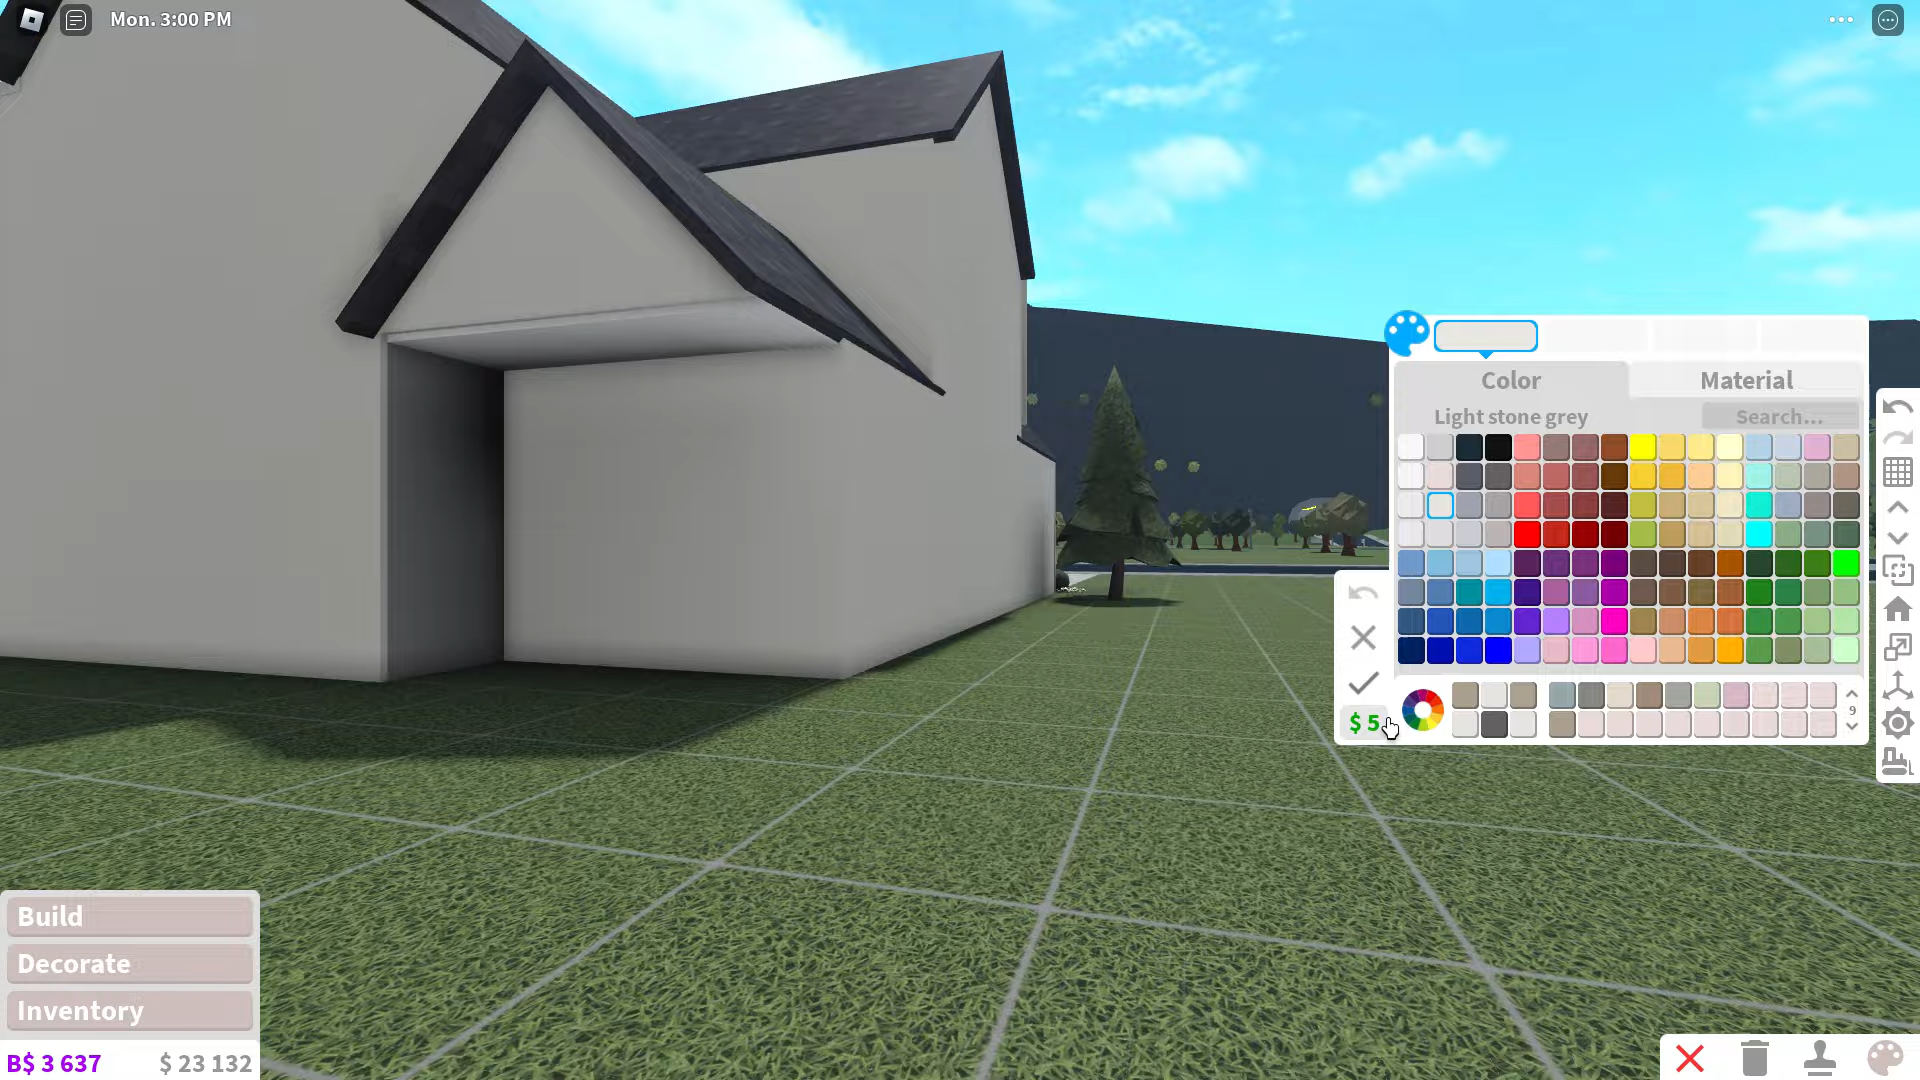 Mon. 3:00 PM
Color
Material
Light stone grey
Search...
$ 5
9
Build
Decorate
Inventory
B$ 3 637
$ 23 132